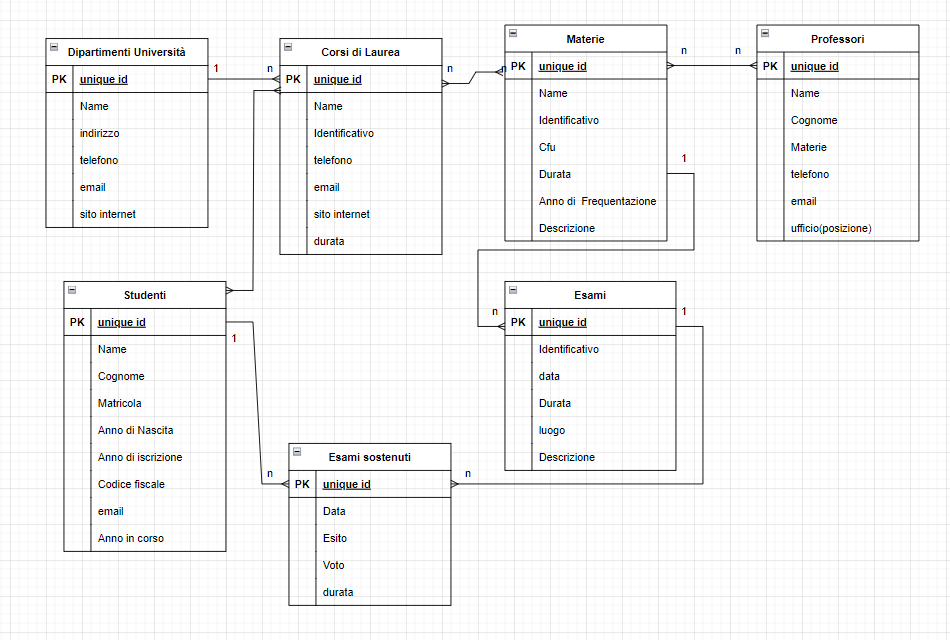 Dipartimenti Università
PK unique id
Name
indirizzo
telefono
email
sito internet
1
n
Corsi di Laurea
PK unique id
Name
Identificativo
telefono
email
sito internet
durata
n
n
Materie
PK unique id
Name
Identificativo
Cfu
Durata
Anno di Frequentazione
Descrizione
n
n
1
Professori
PK unique id
Name
Cognome
Materie
telefono
email
ufficio(posizione)
Studenti
PK unique id
Name
Cognome
Matricola
Anno di Nascita
Anno di iscrizione
Codice fiscale
email
Anno in corso
1
n
Esami sostenuti
PK unique id
Data
Esito
Voto
durata
n
n
Esami
PK unique id
Identificativo
data
Durata
luogo
Descrizione
1